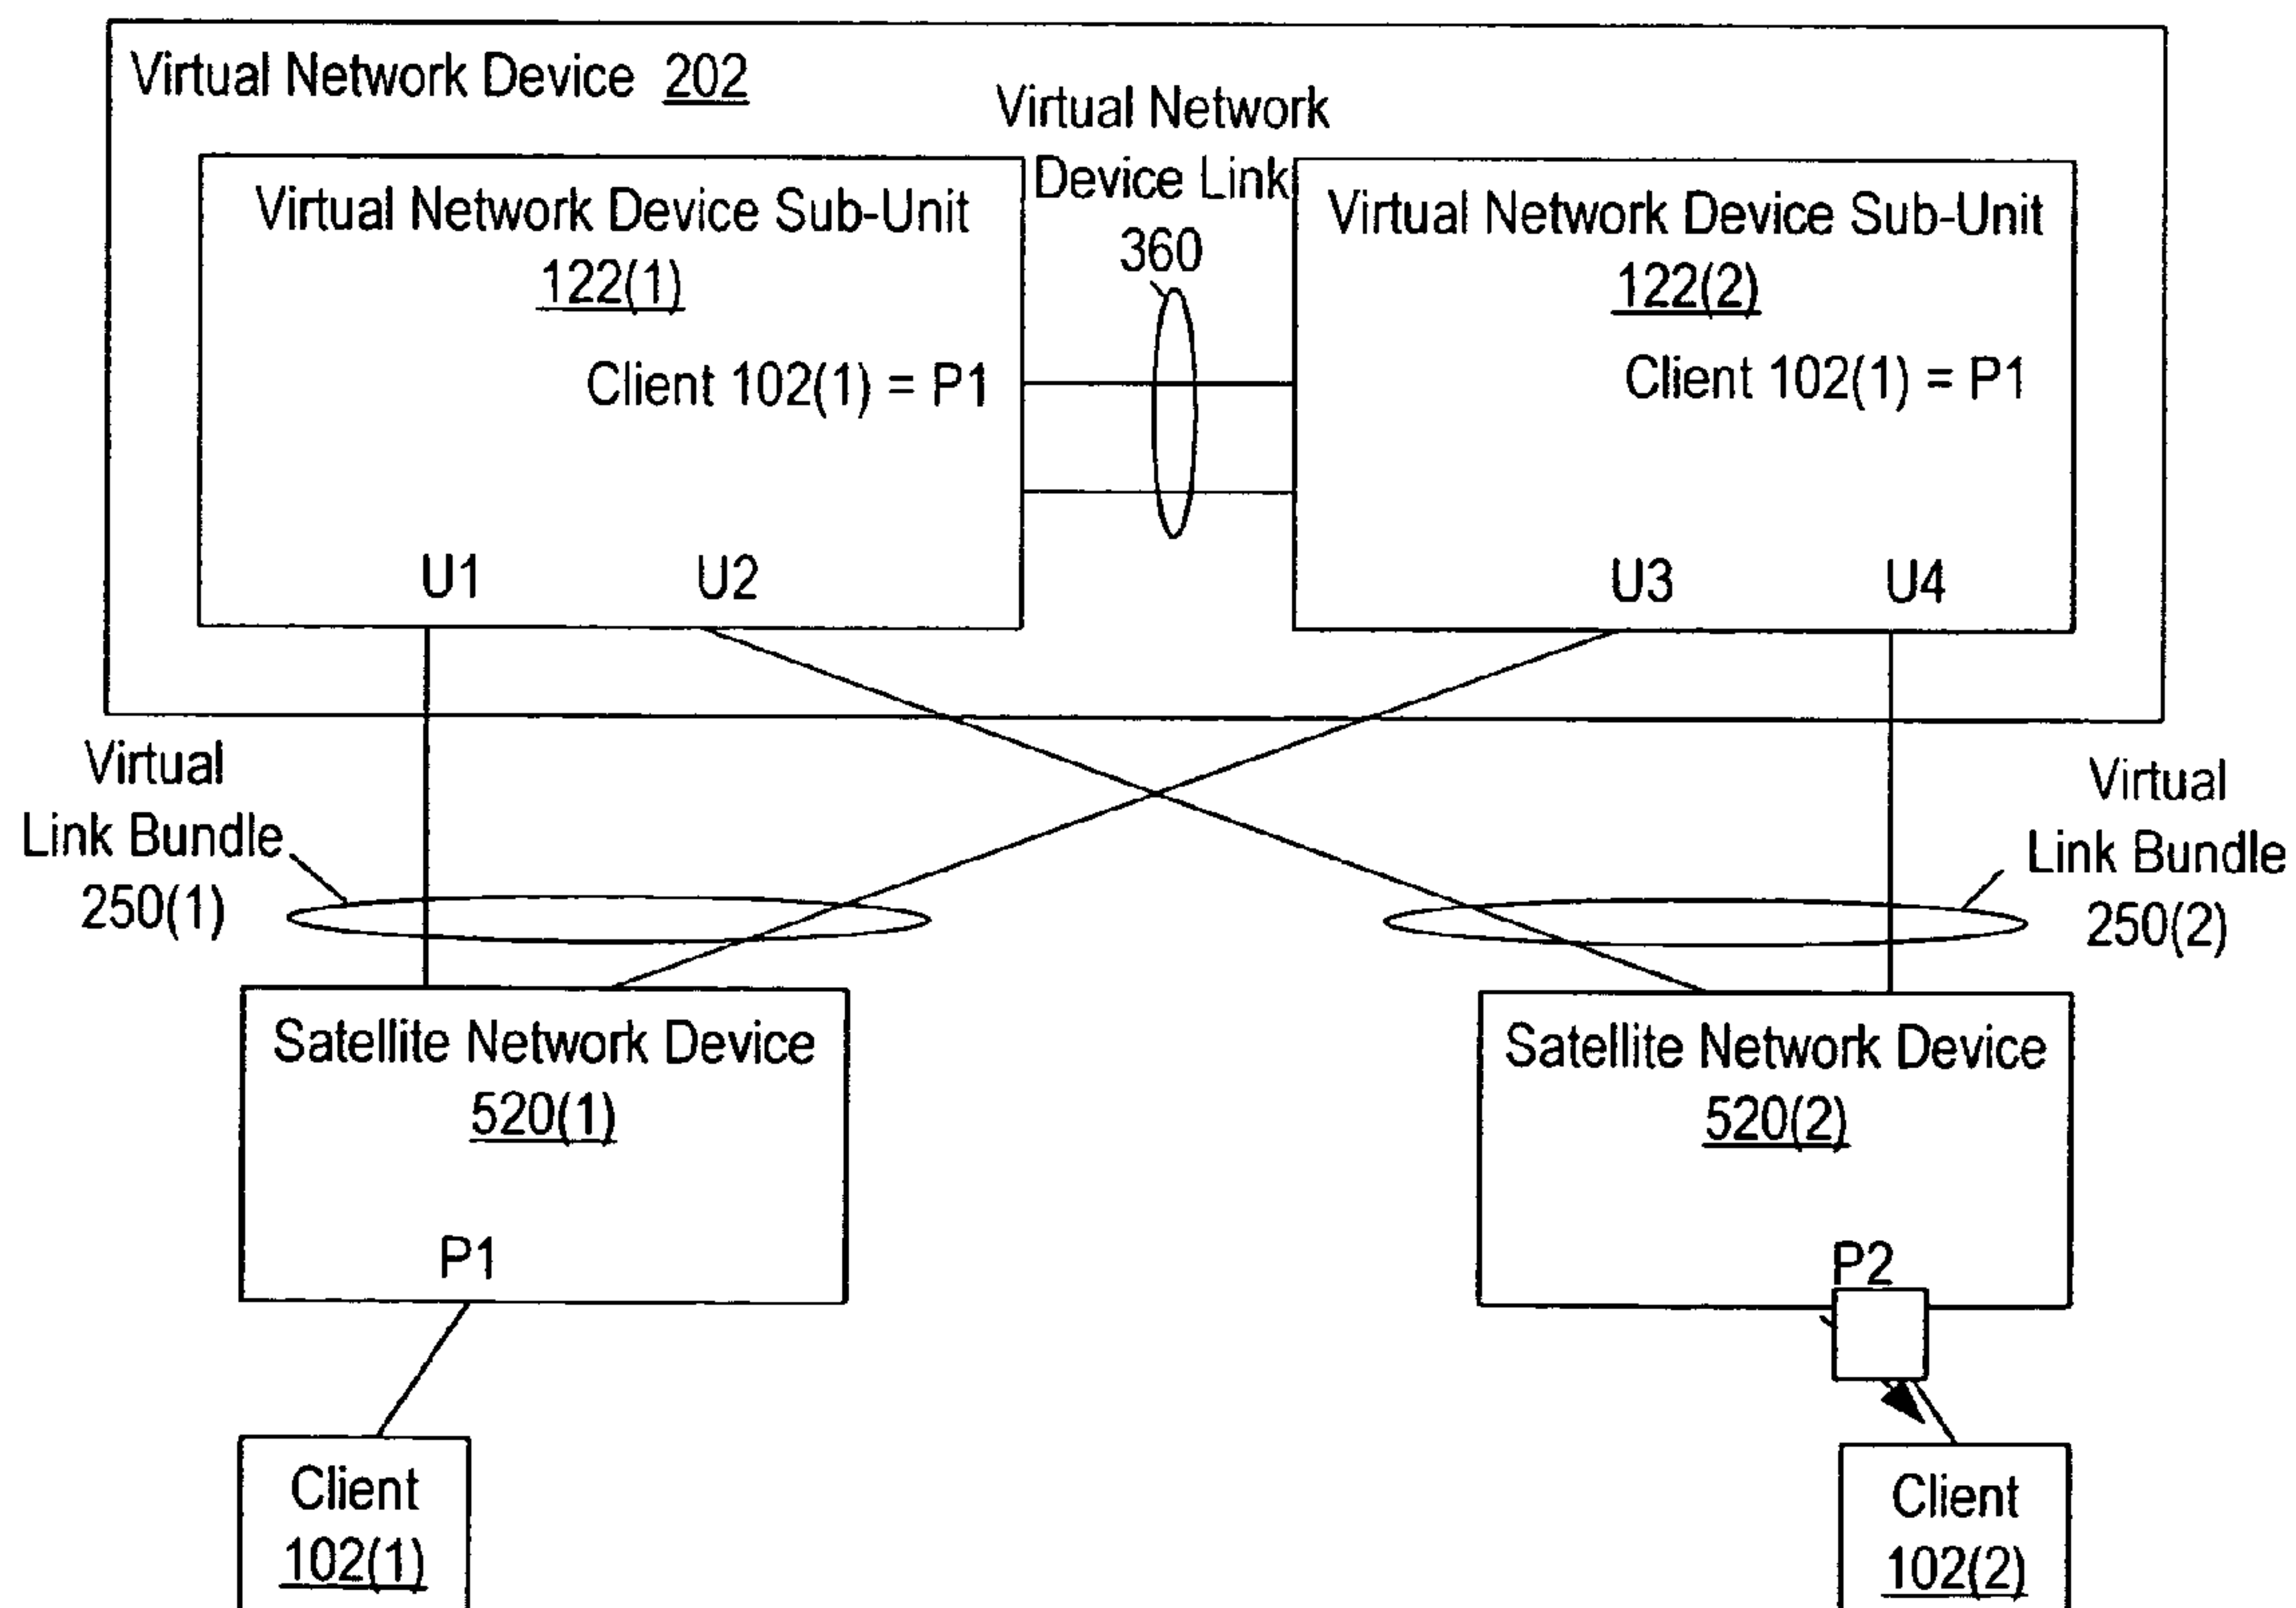 Virtual Network Device 202
Virtual Network
Device Link
360
Virtual Network Device Sub-Unit
122(1)
Client 102(1) = P1
U1
U2
Virtual Network Device Sub-Unit
122(2)
Client 102(1) = P1
U3
U4
Virtual
Link Bundle
250(1)
Virtual
Link Bundle
250(2)
Satellite Network Device
520(1)
P1
Satellite Network Device
520(2)
P2
Client
102(1)
Client
102(2)